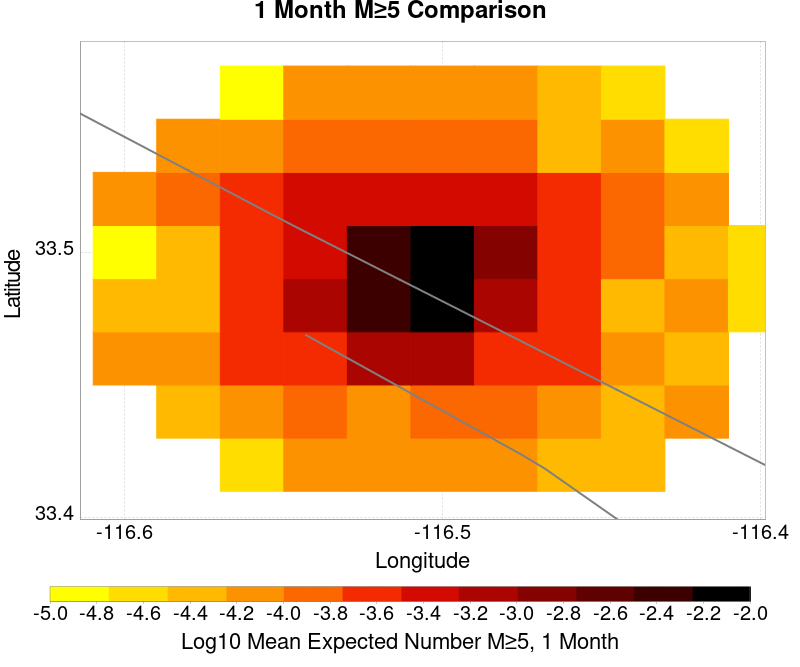 1 Month M≥5 Comparison
Latitude
33.5
33.4
-116.6 -116.5 -116.4
Longitude
-5.0 -4.8 -4.6 -4.4 -4.2 -4.0 -3.8 -3.6 -3.4 -3.2 -3.0 -2.8 -2.6 -2.4 -2.2 -2.0
Log10 Mean Expected Number M≥5, 1 Month